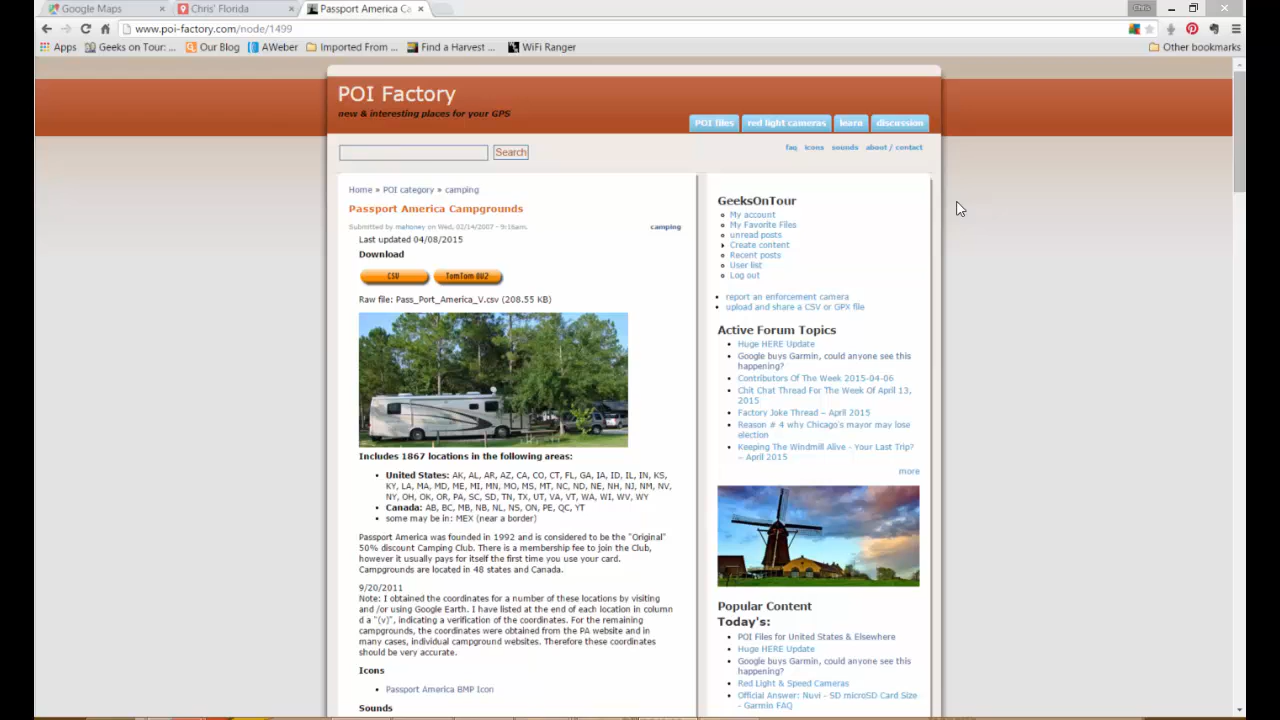 Google Maps
Chris' Florida
Passport America Ca
Chris
www.poi-factory.com/node/1499
Apps
Geeks on Tour:...
Our Blog
AWeber
Imported From ...
Find a Harvest ...
WiFi Ranger
Other bookmarks
POI Factory
new & interesting places for your GPS
POI files
red light cameras
learn
discussion
Search
faq icons sounds about / contact
Home » POI category » camping
Passport America Campgrounds
Submitted by mahoney on Wed, 02/14/2007 - 9:16am.
camping
Last updated 04/08/2015
Download
CSV
TomTom OV2
Raw file: Pass_Port_America_V.csv (208.55 KB)
Includes 1867 locations in the following areas:
• United States: AK, AL, AR, AZ, CA, CO, CT, FL, GA, IA, ID, IL, IN, KS,
KY, LA, MA, MD, ME, MI, MN, MO, MS, MT, NC, ND, NE, NH, NJ, NM, NV,
NY, OH, OK, OR, PA, SC, SD, TN, TX, UT, VA, VT, WA, WI, WV, WY
• Canada: AB, BC, MB, NB, NL, NS, ON, PE, QC, YT
• some may be in: MEX (near a border)
Passport America was founded in 1992 and is considered to be the "Original"
50% discount Camping Club. There is a membership fee to join the Club,
however it usually pays for itself the first time you use your card.
Campgrounds are located in 48 states and Canada.
9/20/2011
Note: I obtained the coordinates for a number of these locations by visiting
and /or using Google Earth. I have listed at the end of each location in column
d a "(v)", indicating a verification of the coordinates. For the remaining
campgrounds, the coordinates were obtained from the PA website and in
many cases, individual campground websites. Therefore these coordinates
should be very accurate.
Icons
• Passport America BMP Icon
Sounds
GeeksOnTour
My account
My Favorite Files
unread posts
Create content
Recent posts
User list
Log out
• report an enforcement camera
• upload and share a CSV or GPX file
Active Forum Topics
• Huge HERE Update
• Google buys Garmin, could anyone see this
happening?
• Contributors Of The Week 2015-04-06
• Chit Chat Thread For The Week Of April 13,
2015
• Factory Joke Thread – April 2015
• Reason # 4 why Chicago's mayor may lose
election
• Keeping The Windmill Alive - Your Last Trip?
– April 2015
more
Popular Content
Today's:
• POI Files for United States & Elsewhere
• Huge HERE Update
• Google buys Garmin, could anyone see this
happening?
• Red Light & Speed Cameras
• Official Answer: Nuvi - SD microSD Card Size
- Garmin FAQ